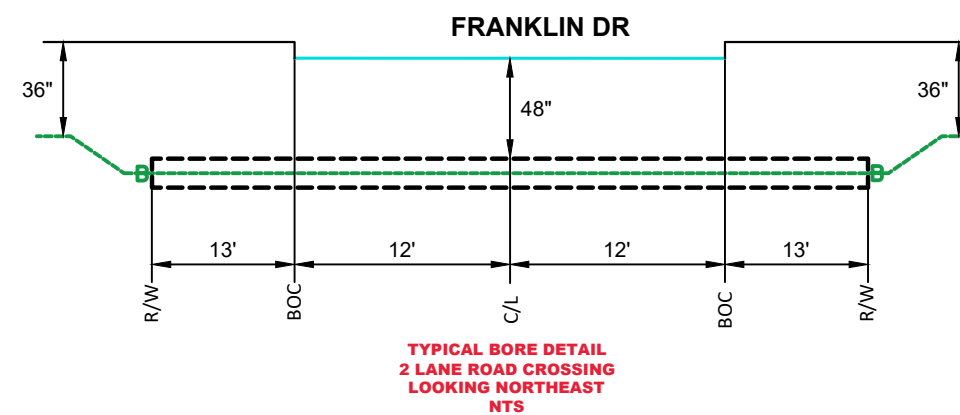 FRANKLIN DR
36"
48"
36"
B
B
13'
12'
12'
13'
R/W
BOC
C/L
BOC
R/W
TYPICAL BORE DETAIL
2 LANE ROAD CROSSING
LOOKING NORTHEAST
NTS